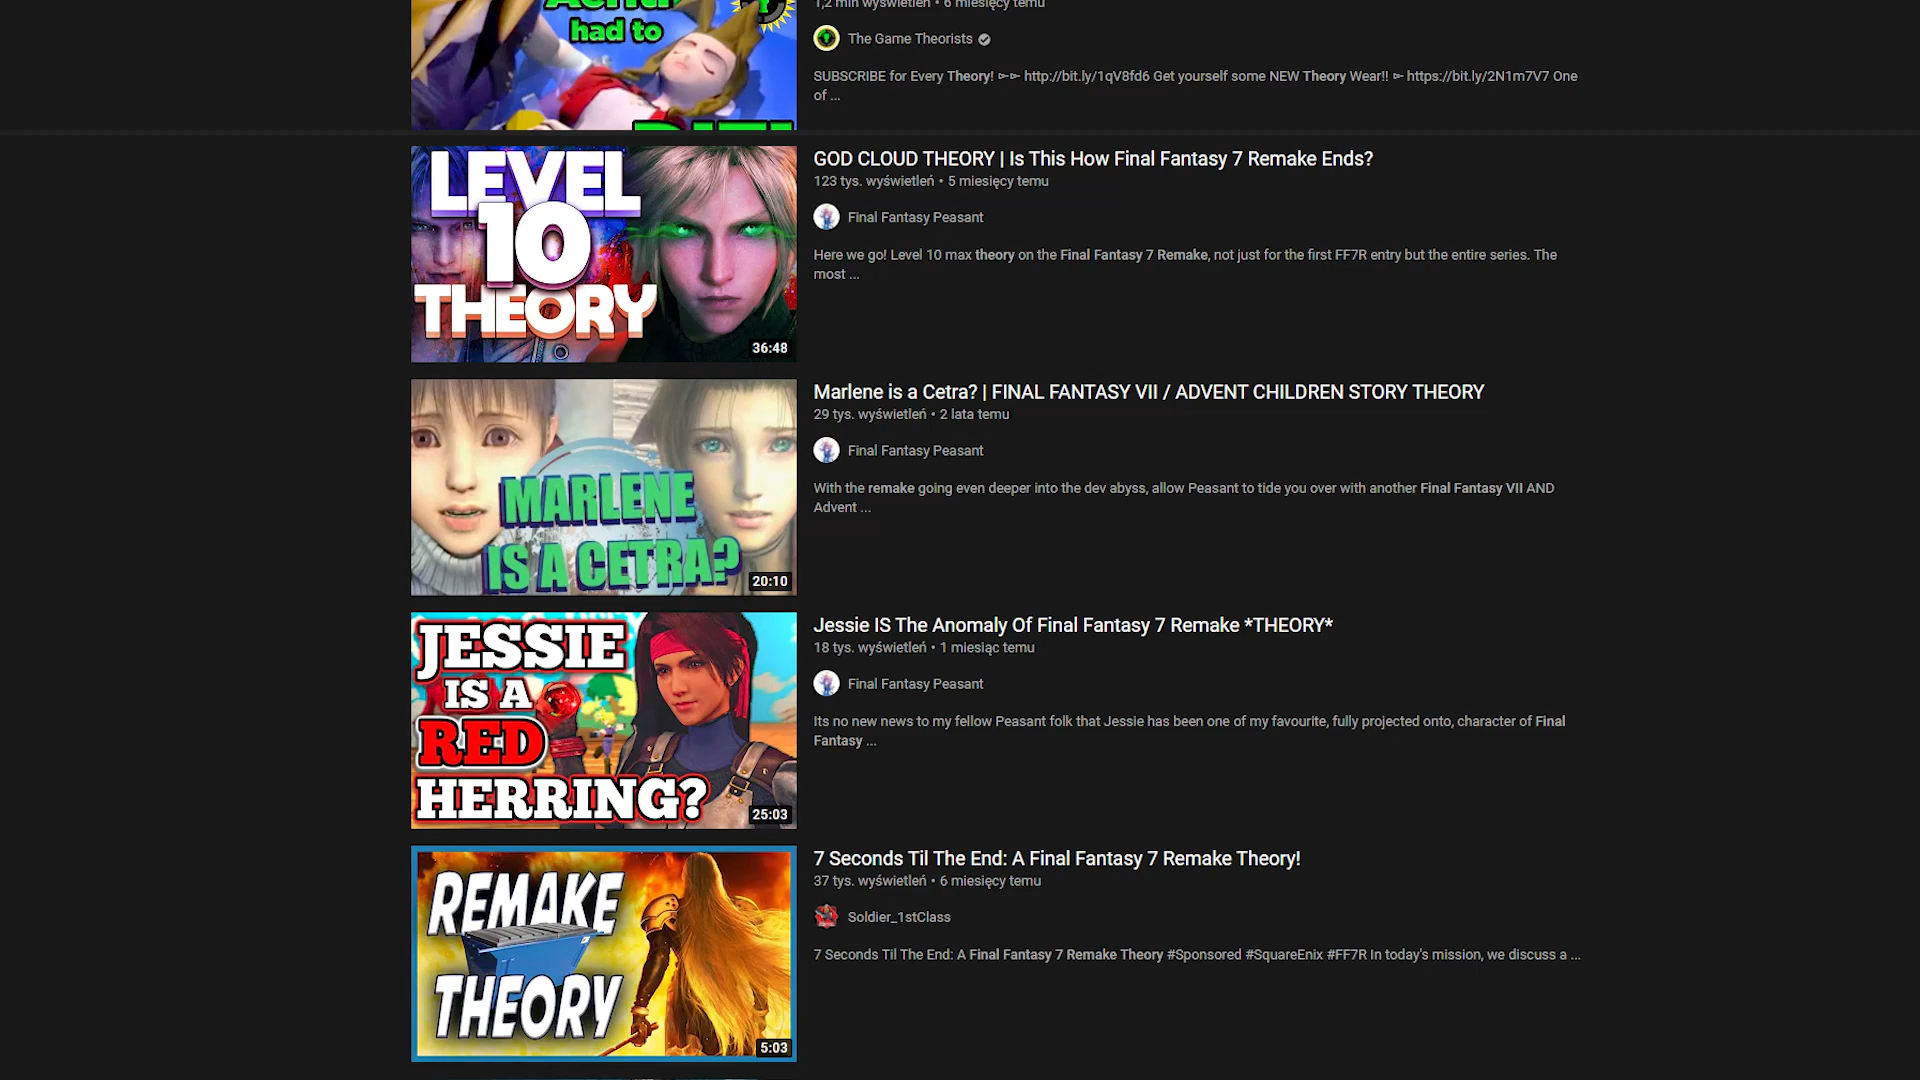 had to
1,2 mln wyświetleń • 6 miesięcy temu
The Game Theorists
SUBSCRIBE for Every Theory! ➻➻ http://bit.ly/1qV8fd6 Get yourself some NEW Theory Wear!! ➻ https://bit.ly/2N1m7V7 One
of ...
LEVEL
10
THEORY
36:48
GOD CLOUD THEORY | Is This How Final Fantasy 7 Remake Ends?
123 tys. wyświetleń • 5 miesięcy temu
Final Fantasy Peasant
Here we go! Level 10 max theory on the Final Fantasy 7 Remake, not just for the first FF7R entry but the entire series. The
most ...
MARLENE
IS A CETRA?
20:10
Marlene is a Cetra? | FINAL FANTASY VII / ADVENT CHILDREN STORY THEORY
29 tys. wyświetleń • 2 lata temu
Final Fantasy Peasant
With the remake going even deeper into the dev abyss, allow Peasant to tide you over with another Final Fantasy VII AND
Advent ...
JESSIE
IS A
RED
HERRING?
25:03
Jessie IS The Anomaly Of Final Fantasy 7 Remake *THEORY*
18 tys. wyświetleń • 1 miesiąc temu
Final Fantasy Peasant
Its no new news to my fellow Peasant folk that Jessie has been one of my favourite, fully projected onto, character of Final
Fantasy ...
REMAKE
THEORY
5:03
7 Seconds Til The End: A Final Fantasy 7 Remake Theory!
37 tys. wyświetleń • 6 miesięcy temu
Soldier_1stClass
7 Seconds Til The End: A Final Fantasy 7 Remake Theory #Sponsored #SquareEnix #FF7R In today's mission, we discuss a ...